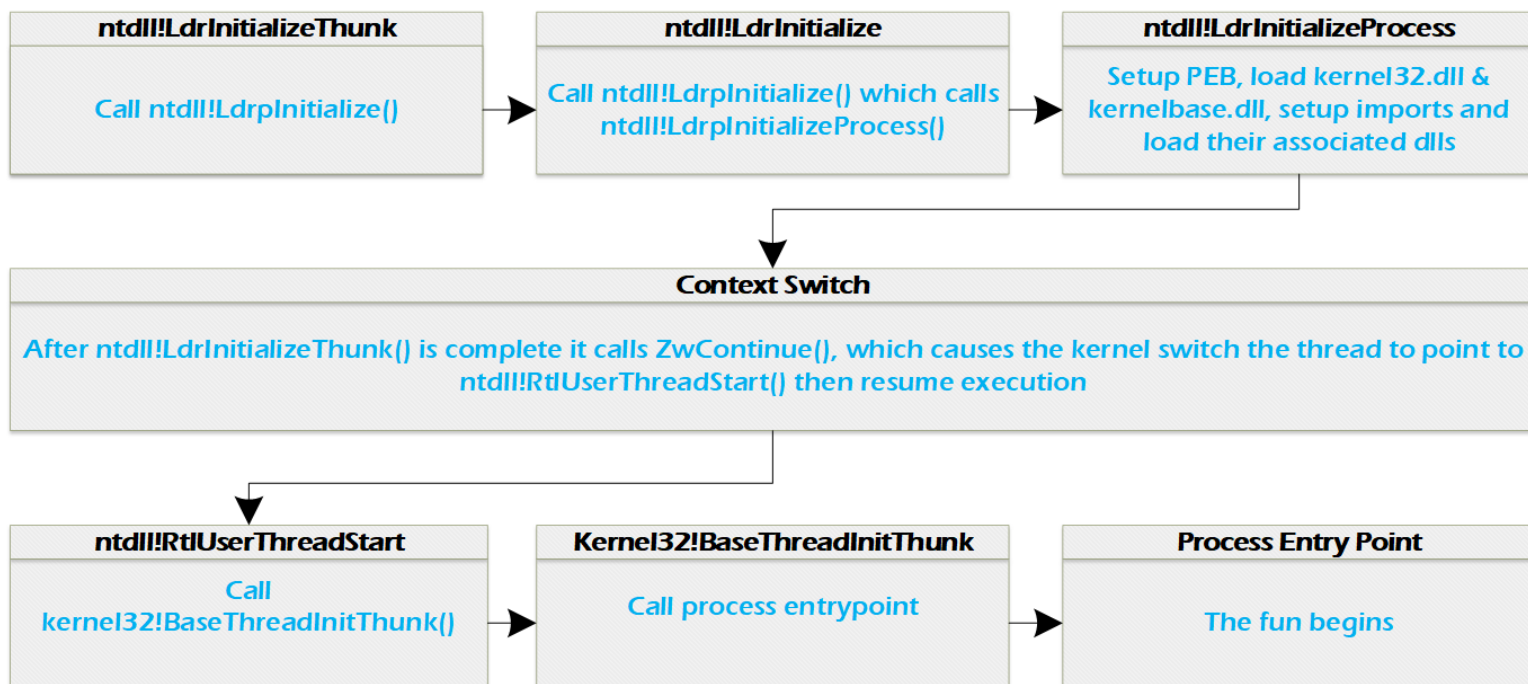 ntdll!LdrInitializeThunk
Call ntdll!LdrpInitialize()
ntdll!LdrInitialize
Call ntdll!LdrpInitialize() which calls
ntdll!LdrpInitializeProcess()
ntdll!LdrInitializeProcess
Setup PEB, load kernel32.dll &
kernelbase.dll, setup imports and
load their associated dlls
Context Switch
After ntdll!LdrInitializeThunk() is complete it calls ZwContinue(), which causes the kernel switch the thread to point to
ntdll!RtlUserThreadStart() then resume execution
ntdll!RtlUserThreadStart
Call
kernel32!BaseThreadInitThunk()
Kernel32!BaseThreadInitThunk
Call process entrypoint
Process Entry Point
The fun begins